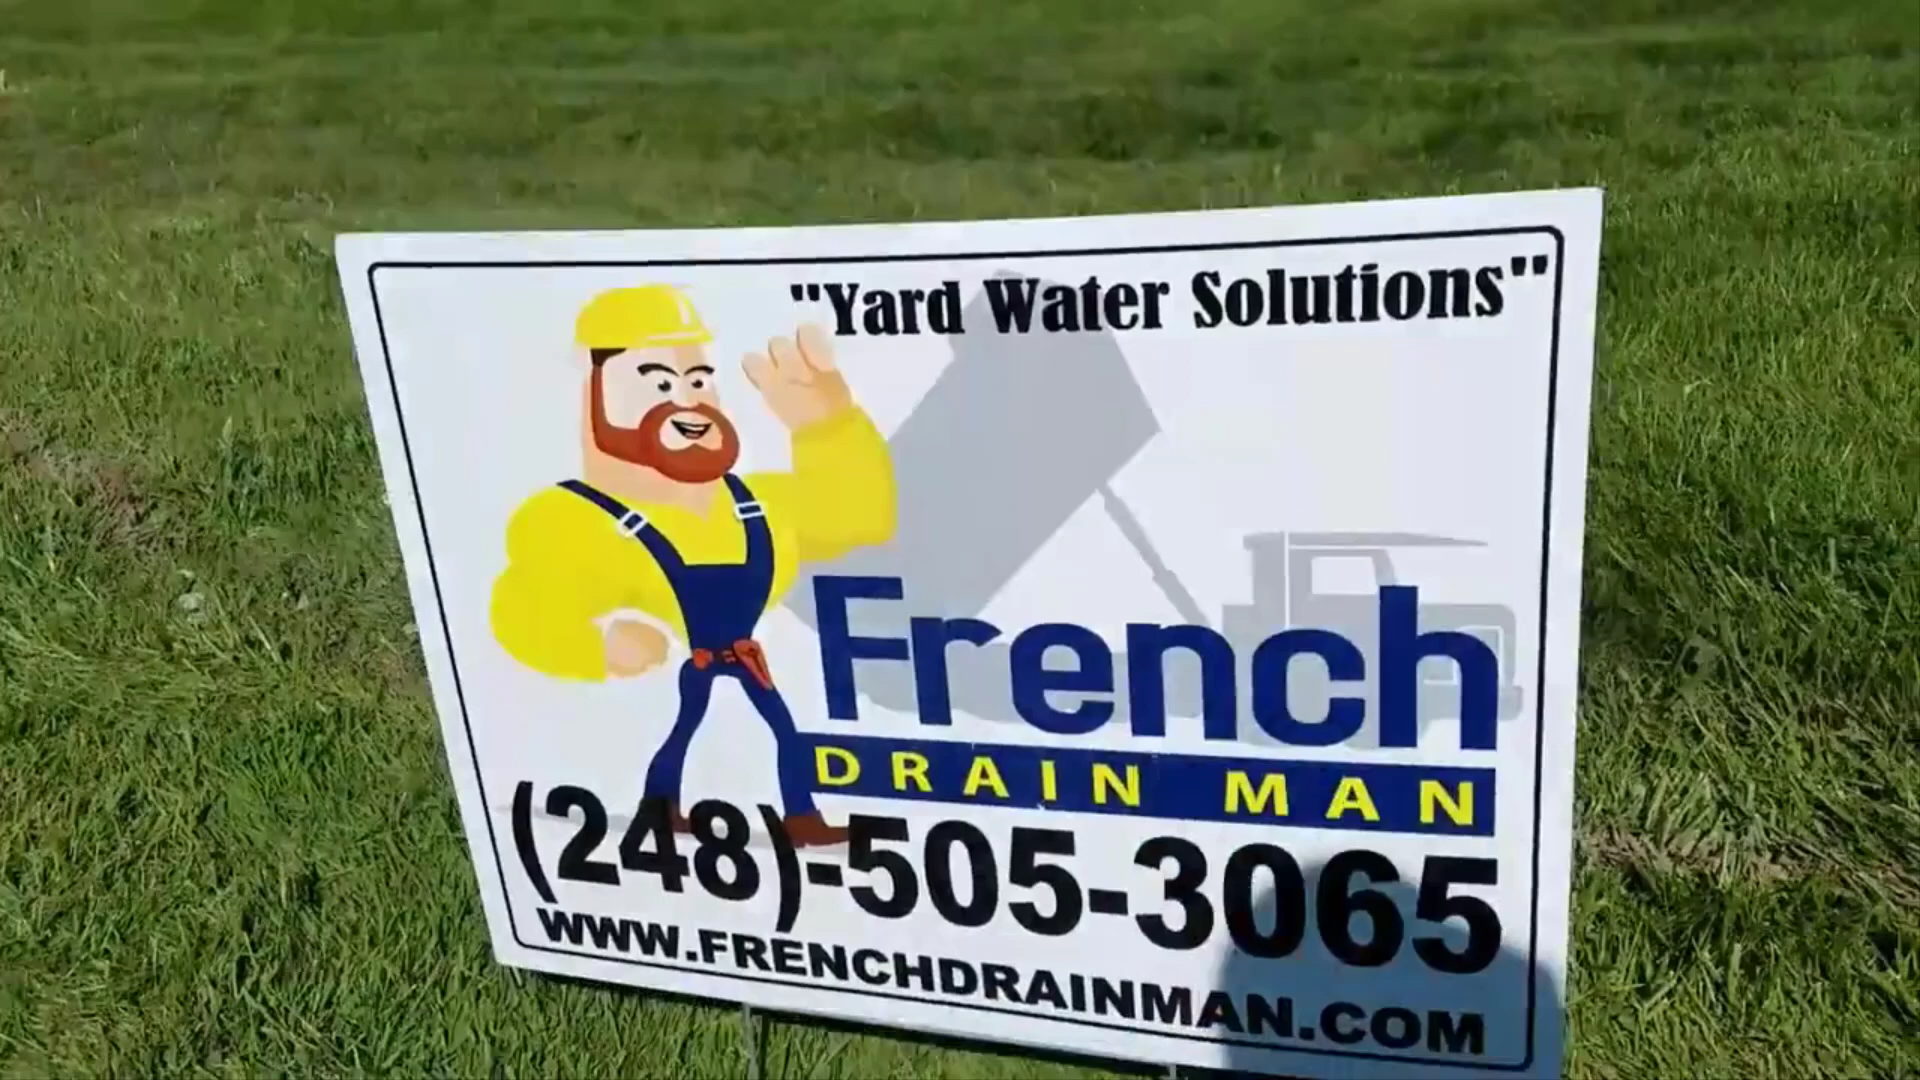 "Yard Water Solutions"
French
DRAIN MAN
(248)-505-3065
WWW.FRENCHDRAINMAN.COM